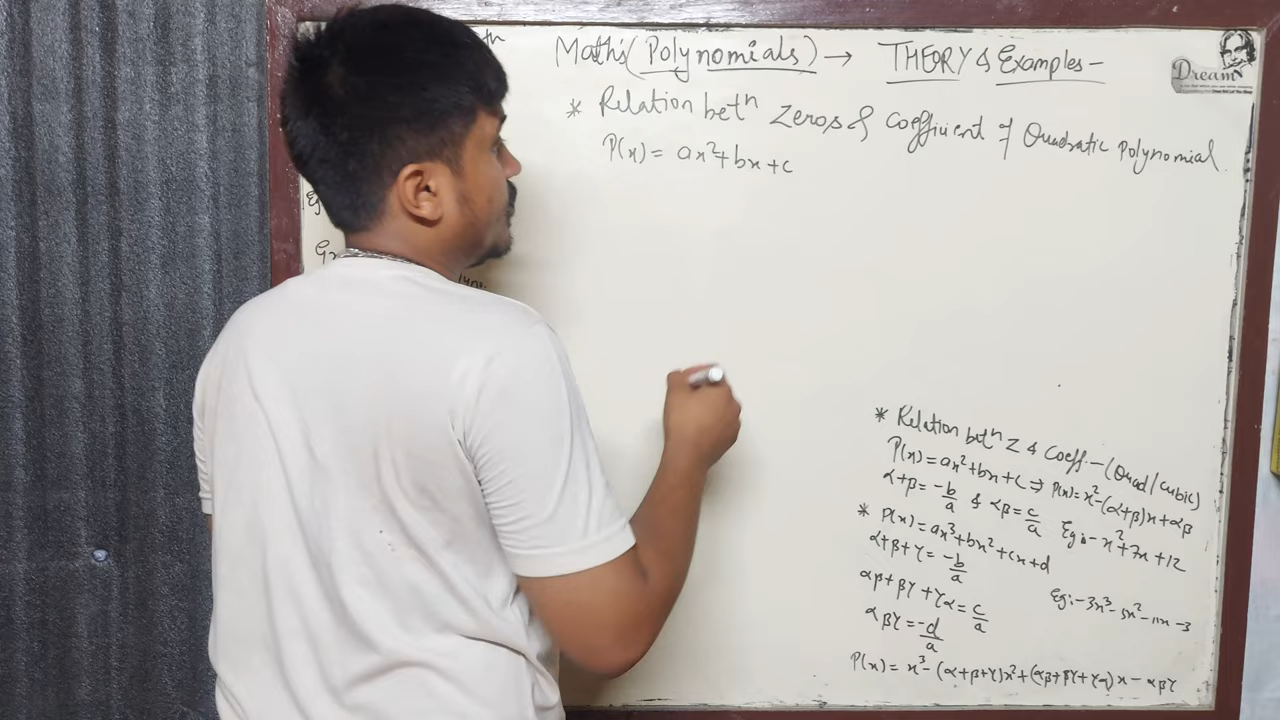 Maths (Polynomials) → THEORY & Examples –
* Relation betⁿ Zeros & Coefficient of Quadratic Polynomial
P(x) = ax²+bx+c
Dream
* Relation betⁿ Z & Coeff.– (Quad/cubic)
P(x) = ax²+bx+c ⇒ P(x) = x²-(α+β)x+αβ
α+β = -b/a & αβ = c/a Eg:- x²+7x+12
* P(x) = ax³+bx²+cx+d
α+β+γ = -b/a
αβ+βγ+γα = c/a Eg:- 3x³-5x²-11x-3
αβγ = -d/a
P(x) = x³-(α+β+γ)x²+(αβ+βγ+γα)x - αβγ